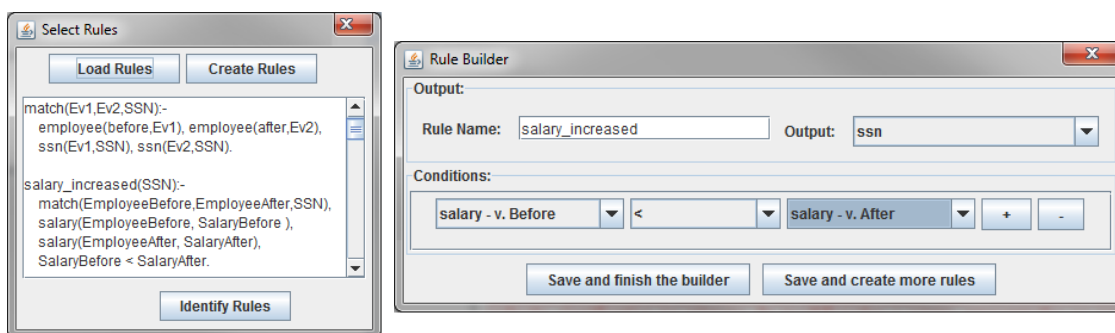 Select Rules
Load Rules Create Rules
match(Ev1,Ev2,SSN):-
employee(before,Ev1), employee(after,Ev2),
ssn(Ev1,SSN), ssn(Ev2,SSN).
salary_increased(SSN):-
match(EmployeeBefore,EmployeeAfter,SSN),
salary(EmployeeBefore, SalaryBefore ),
salary(EmployeeAfter, SalaryAfter),
SalaryBefore < SalaryAfter.
Identify Rules
Rule Builder
Output:
Rule Name: salary_increased Output: ssn
Conditions:
salary - v. Before < salary - v. After + -
Save and finish the builder Save and create more rules